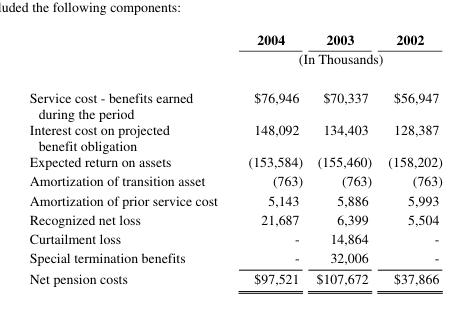 luded the following components:
2004 2003 2002
(In Thousands)
Service cost - benefits earned $76,946 $70,337 $56,947
during the period
Interest cost on projected 148,092 134,403 128,387
benefit obligation
Expected return on assets (153,584) (155,460) (158,202)
Amortization of transition asset (763) (763) (763)
Amortization of prior service cost 5,143 5,886 5,993
Recognized net loss 21,687 6,399 5,504
Curtailment loss - 14,864 -
Special termination benefits - 32,006 -
Net pension costs $97,521 $107,672 $37,866